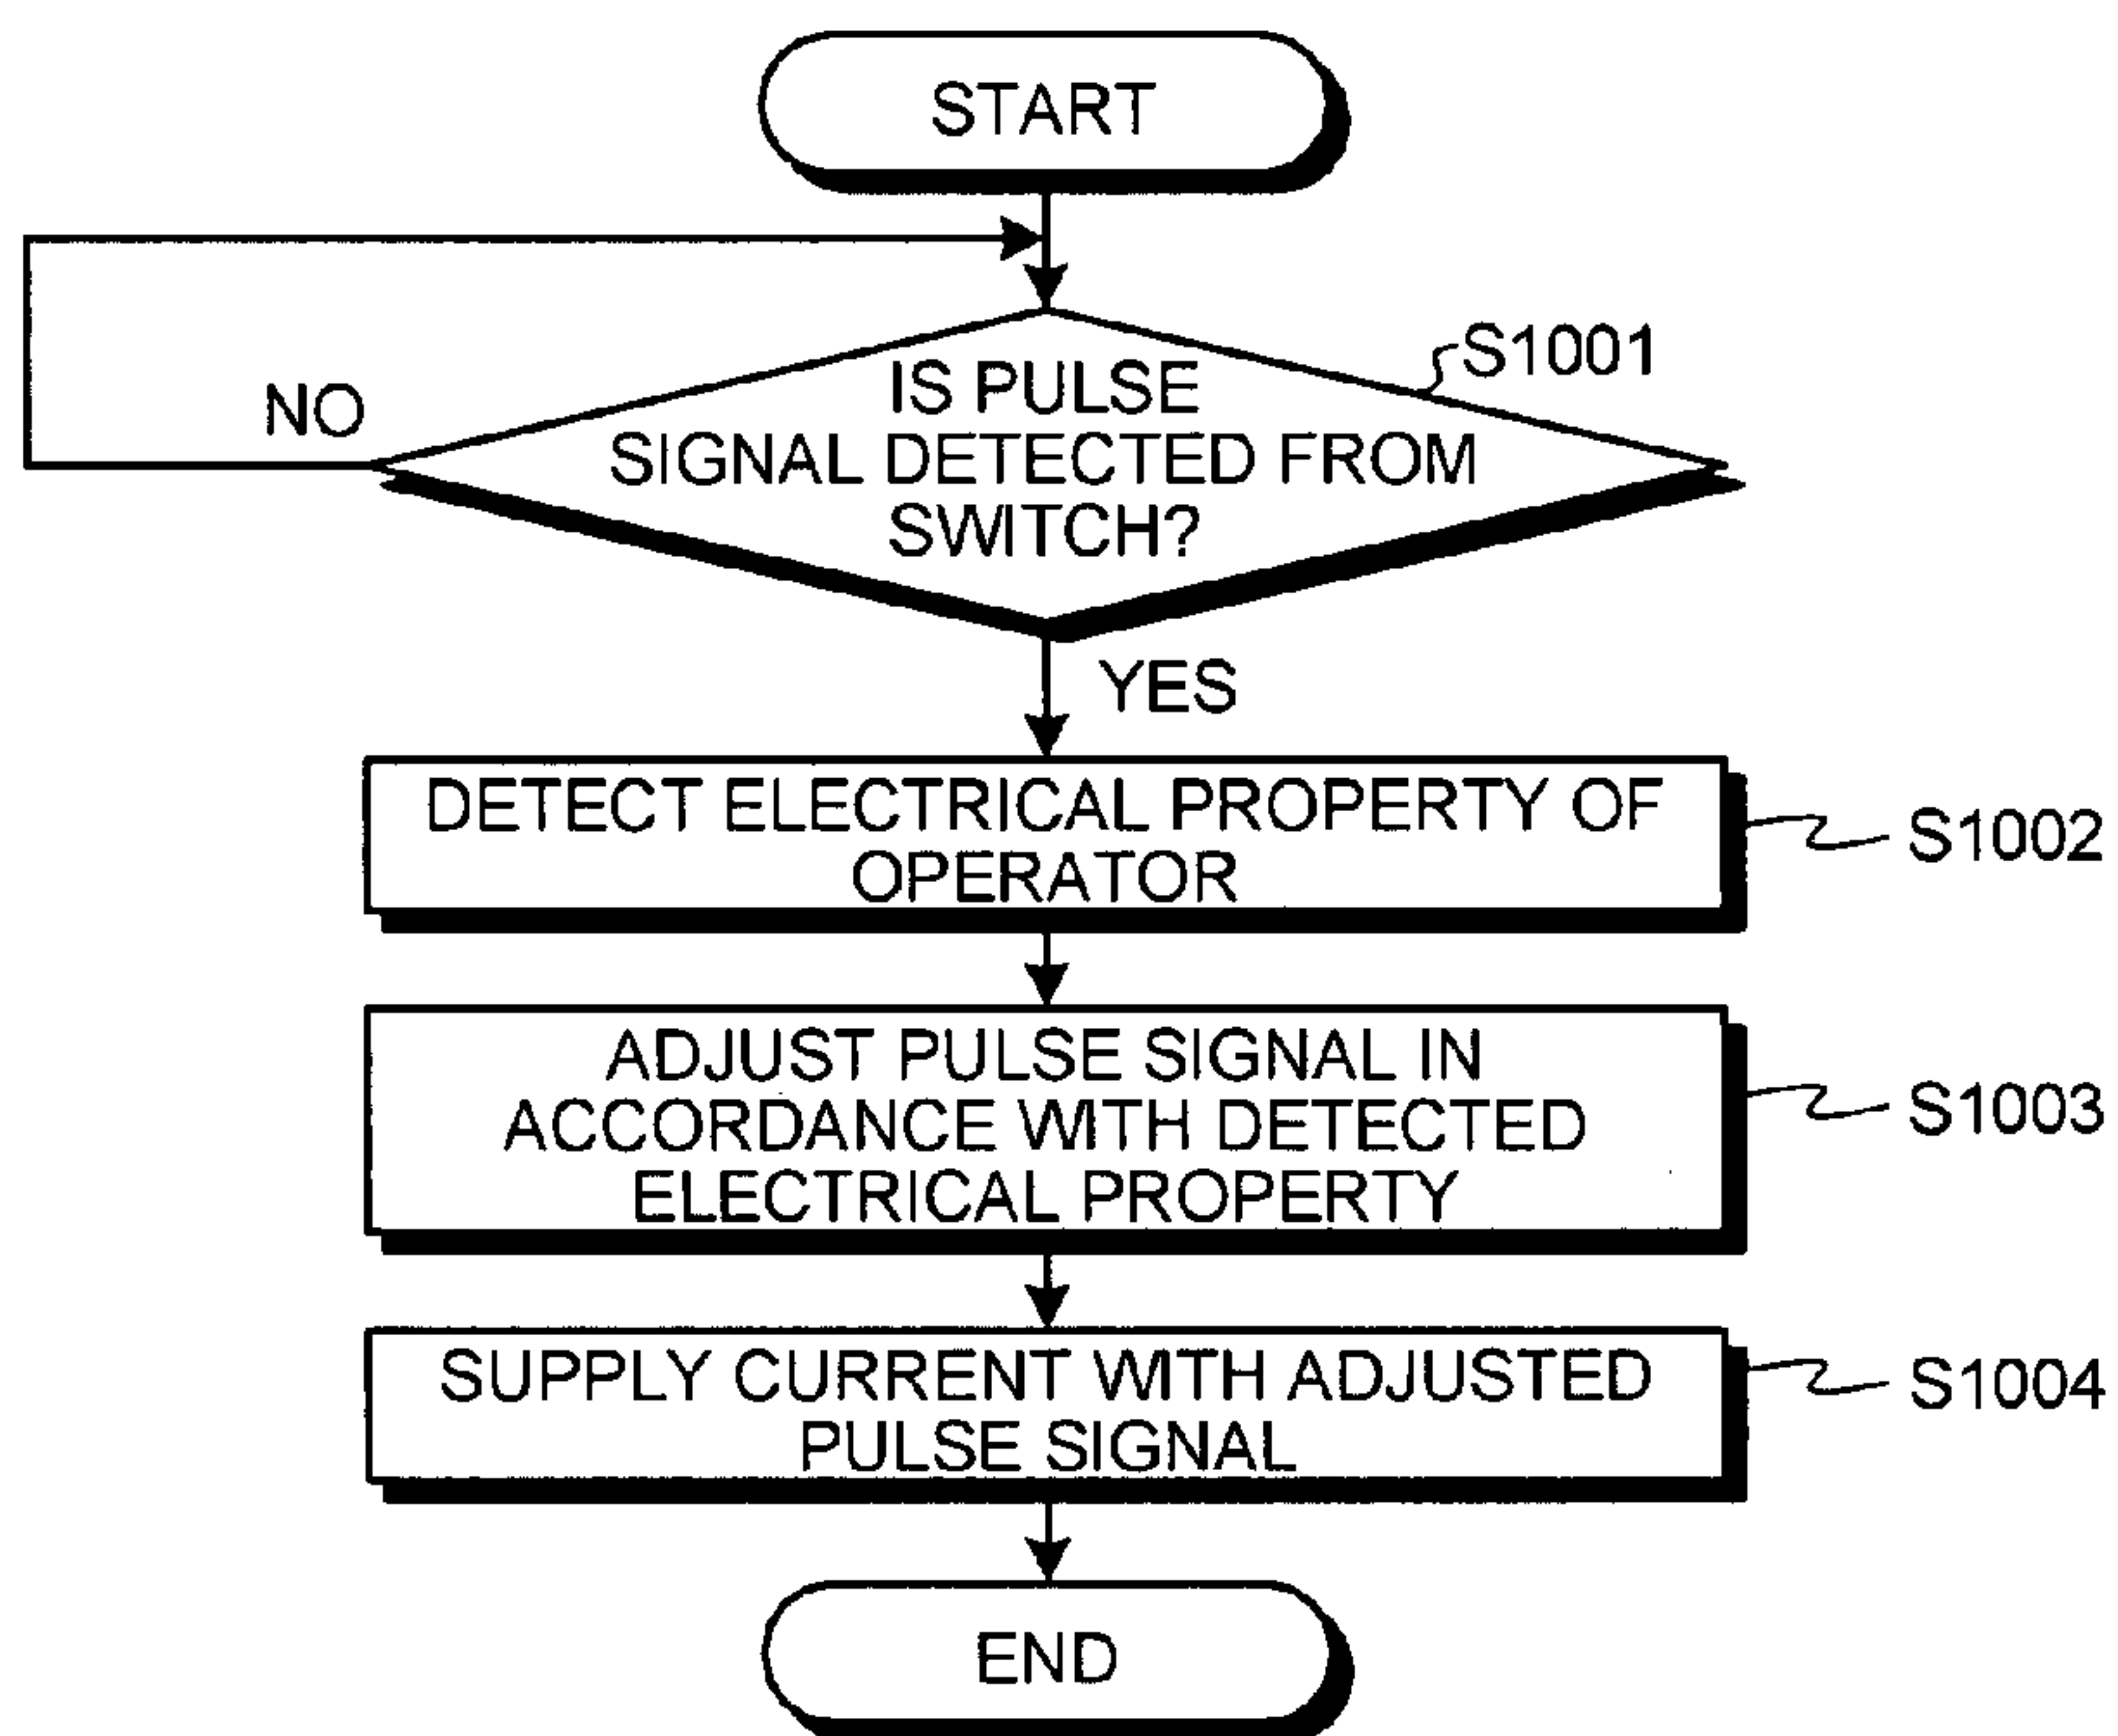 START
IS PULSE
SIGNAL DETECTED FROM
SWITCH?
S1001
NO
YES
DETECT ELECTRICAL PROPERTY OF
OPERATOR
S1002
ADJUST PULSE SIGNAL IN
ACCORDANCE WITH DETECTED
ELECTRICAL PROPERTY
S1003
SUPPLY CURRENT WITH ADJUSTED
PULSE SIGNAL
S1004
END